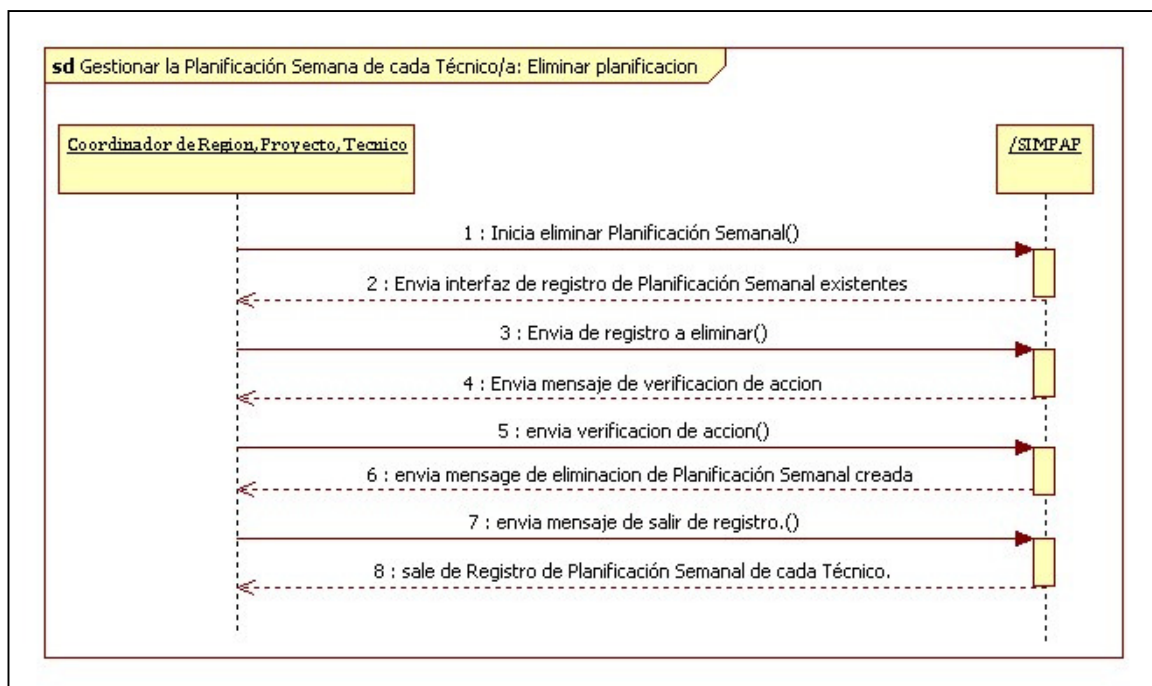 sd Gestionar la Planificación Semana de cada Técnico/a: Eliminar planificacion
Coordinador de Region, Proyecto, Tecnico
/SIMPAP
1 : Inicia eliminar Planificación Semanal()
2 : Envia interfaz de registro de Planificación Semanal existentes
3 : Envia de registro a eliminar()
4 : Envia mensaje de verificacion de accion
5 : envia verificacion de accion()
6 : envia mensage de eliminacion de Planificación Semanal creada
7 : envia mensaje de salir de registro.()
8 : sale de Registro de Planificación Semanal de cada Técnico.